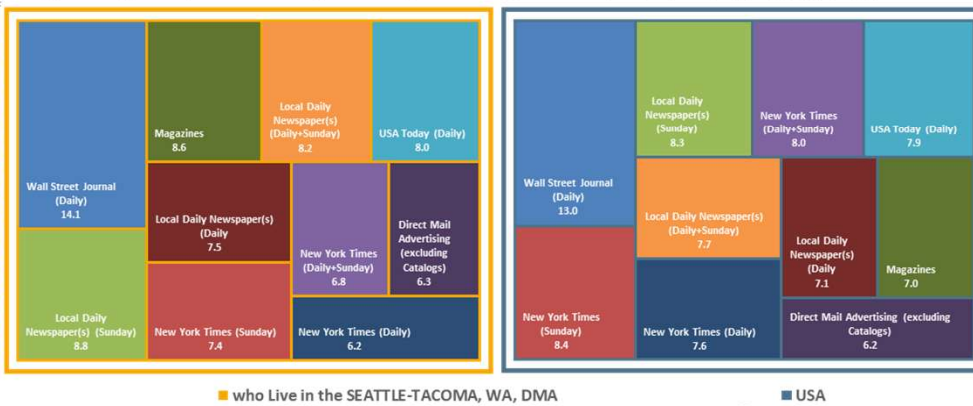 Wall Street Journal
(Daily)
14.1
Magazines
8.6
Local Daily
Newspaper(s)
(Daily+Sunday)
8.2
USA Today (Daily)
8.0
Local Daily Newspaper(s)
(Daily
7.5
New York Times
(Daily+Sunday)
6.8
Direct Mail
Advertising
(excluding
Catalogs)
6.3
Local Daily
Newspaper(s) (Sunday)
8.8
New York Times (Sunday)
7.4
New York Times (Daily)
6.2
Wall Street Journal
(Daily)
13.0
Local Daily
Newspaper(s)
(Sunday)
8.3
New York Times
(Daily+Sunday)
8.0
USA Today (Daily)
7.9
Local Daily Newspaper(s)
(Daily+Sunday)
7.7
Local Daily
Newspaper(s)
(Daily
7.1
Magazines
7.0
New York Times
(Sunday)
8.4
New York Times (Daily)
7.6
Direct Mail Advertising (excluding
Catalogs)
6.2
who Live in the SEATTLE-TACOMA, WA, DMA
USA